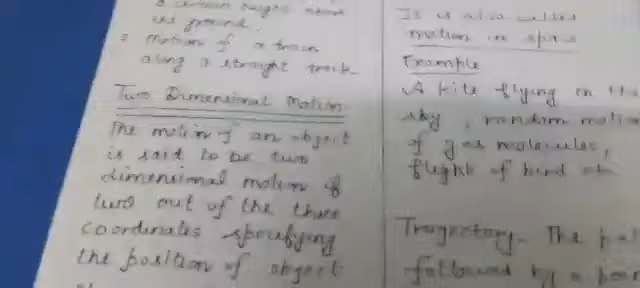 a certain height above
the ground.
2 motion of a train
along a straight track.
Two Dimensional Motion.
The motion of an object
is said to be two
dimensional motion if
two out of the three
coordinates specifying
the position of object
It is also called
motion in space
Example
A kite flying in the
sky, random motion
of gas molecules,
flight of bird etc
Trajectory- The
followed by a